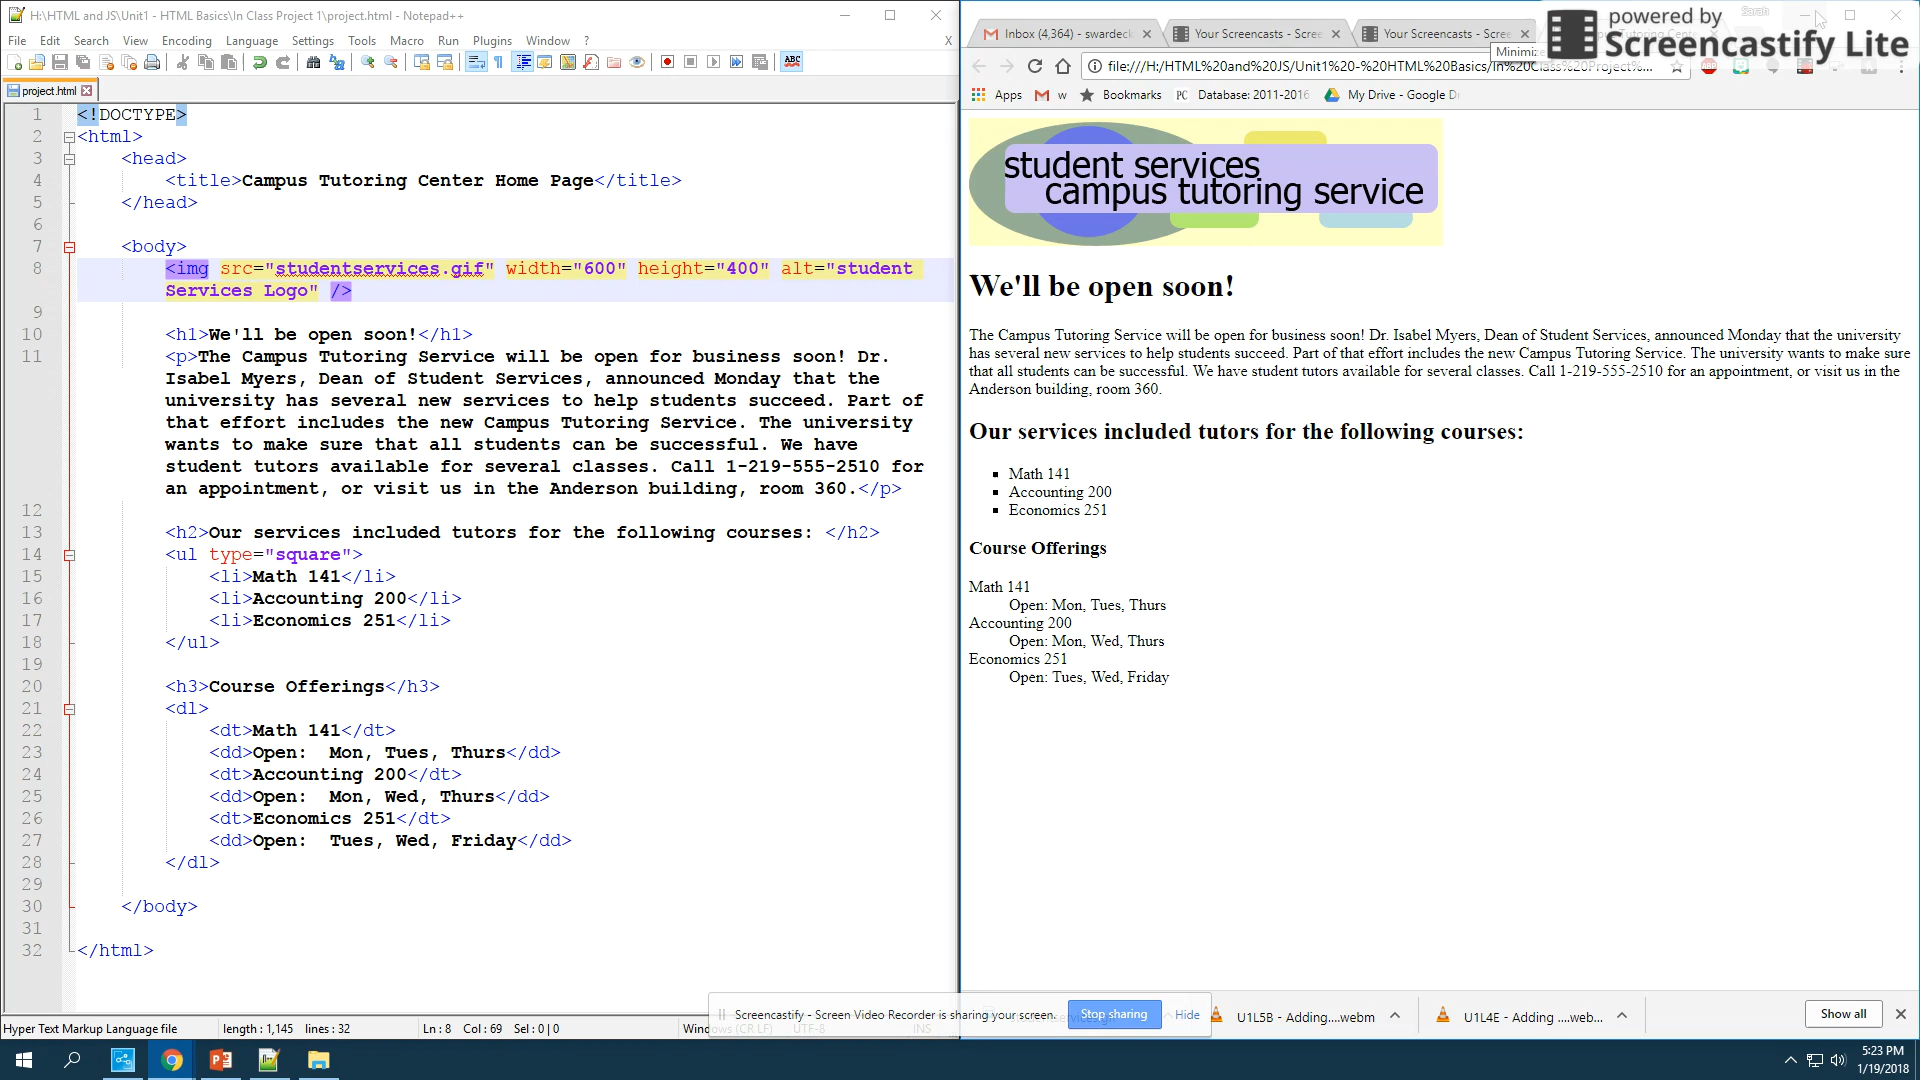 H:\HTML and JS\Unit1 - HTML Basics\In Class Project 1\project.html - Notepad++
File Edit Search View Encoding Language Settings Tools Macro Run Plugins Window ? X
project.html
1 <!DOCTYPE>
2 <html>
3 <head>
4 <title>Campus Tutoring Center Home Page</title>
5 </head>
6
7 <body>
8 <img src="studentservices.gif" width="600" height="400" alt="student
Services Logo" />
9
10 <h1>We'll be open soon!</h1>
11 <p>The Campus Tutoring Service will be open for business soon! Dr.
Isabel Myers, Dean of Student Services, announced Monday that the
university has several new services to help students succeed. Part of
that effort includes the new Campus Tutoring Service. The university
wants to make sure that all students can be successful. We have
student tutors available for several classes. Call 1-219-555-2510 for
an appointment, or visit us in the Anderson building, room 360.</p>
12
13 <h2>Our services included tutors for the following courses: </h2>
14 <ul type="square">
15 <li>Math 141</li>
16 <li>Accounting 200</li>
17 <li>Economics 251</li>
18 </ul>
19
20 <h3>Course Offerings</h3>
21 <dl>
22 <dt>Math 141</dt>
23 <dd>Open:  Mon, Tues, Thurs</dd>
24 <dt>Accounting 200</dt>
25 <dd>Open:  Mon, Wed, Thurs</dd>
26 <dt>Economics 251</dt>
27 <dd>Open:  Tues, Wed, Friday</dd>
28 </dl>
29
30 </body>
31
32 </html>
Hyper Text Markup Language file length : 1,145 lines : 32 Ln : 8 Col : 69 Sel : 0 | 0 Windows (CR LF) UTF-8 INS
Sarah
powered by
Screencastify Lite
Inbox (4,364) - swardeck Your Screencasts - Scree Your Screencasts - Scree
Minimiz
file:///H:/HTML%20and%20JS/Unit1%20-%20HTML%20Basics/In%20Class%20Project%...
Apps w Bookmarks PC Database: 2011-2016 My Drive - Google Dr
student services
campus tutoring service
We'll be open soon!
The Campus Tutoring Service will be open for business soon! Dr. Isabel Myers, Dean of Student Services, announced Monday that the university
has several new services to help students succeed. Part of that effort includes the new Campus Tutoring Service. The university wants to make sure
that all students can be successful. We have student tutors available for several classes. Call 1-219-555-2510 for an appointment, or visit us in the
Anderson building, room 360.
Our services included tutors for the following courses:
Math 141
Accounting 200
Economics 251
Course Offerings
Math 141
Open: Mon, Tues, Thurs
Accounting 200
Open: Mon, Wed, Thurs
Economics 251
Open: Tues, Wed, Friday
Screencastify - Screen Video Recorder is sharing your screen. Stop sharing Hide
U1L5B - Adding....webm U1L4E - Adding ....web... Show all
5:23 PM
1/19/2018